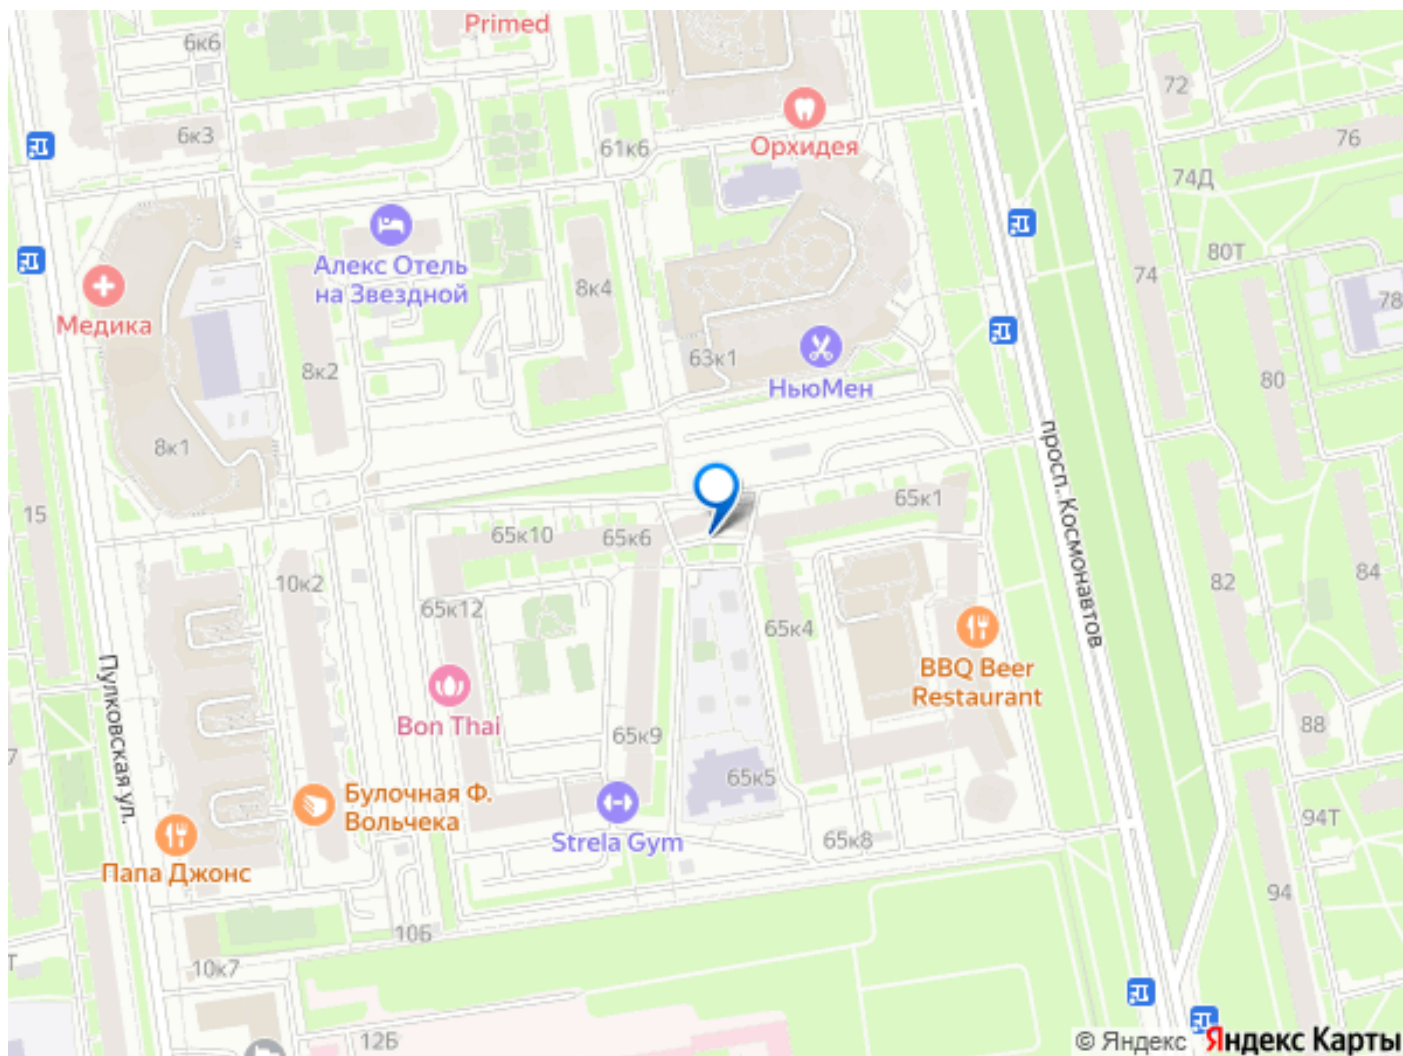 Primed
6к6
72
6к3
61к6
Орхидея
76
74Д
80Т
Алекс Отель
на Звездной
8к4
74
78
Медика
8к2
63к1
НьюМен
80
8к1
просп. Космонавтов
15
65к10
65к6
65к1
84
82
10к2
65к12
65к4
BBQ Beer
Restaurant
Пулковская ул.
Bon Thai
65к9
88
7
65к5
Булочная Ф.
Вольчека
Strela Gym
65к8
94Т
Папа Джонс
94
10Б
10к7
Т
12Б
© Яндекс
Яндекс Карты